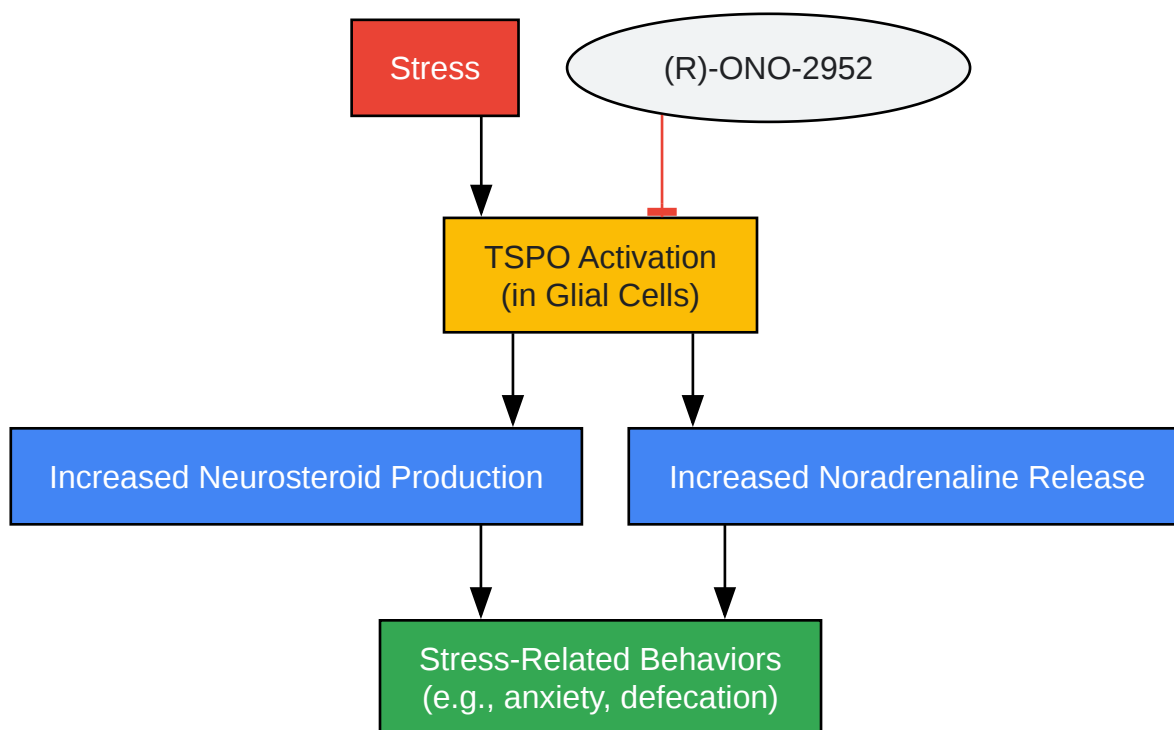 Stress
(R)-ONO-2952
TSPO Activation
(in Glial Cells)
Increased Neurosteroid Production
Increased Noradrenaline Release
Stress-Related Behaviors
(e.g., anxiety, defecation)